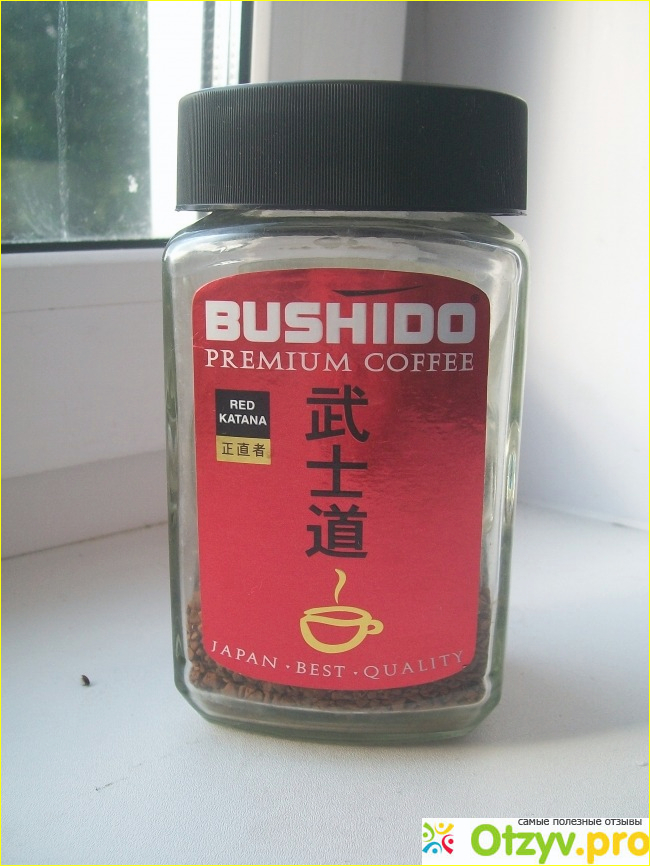 BUSHIDO
PREMIUM COFFEE
RED
KATANA
正直者
武士道
JAPAN · BEST · QUALITY
самые полезные отзывы
Otzyv.pro